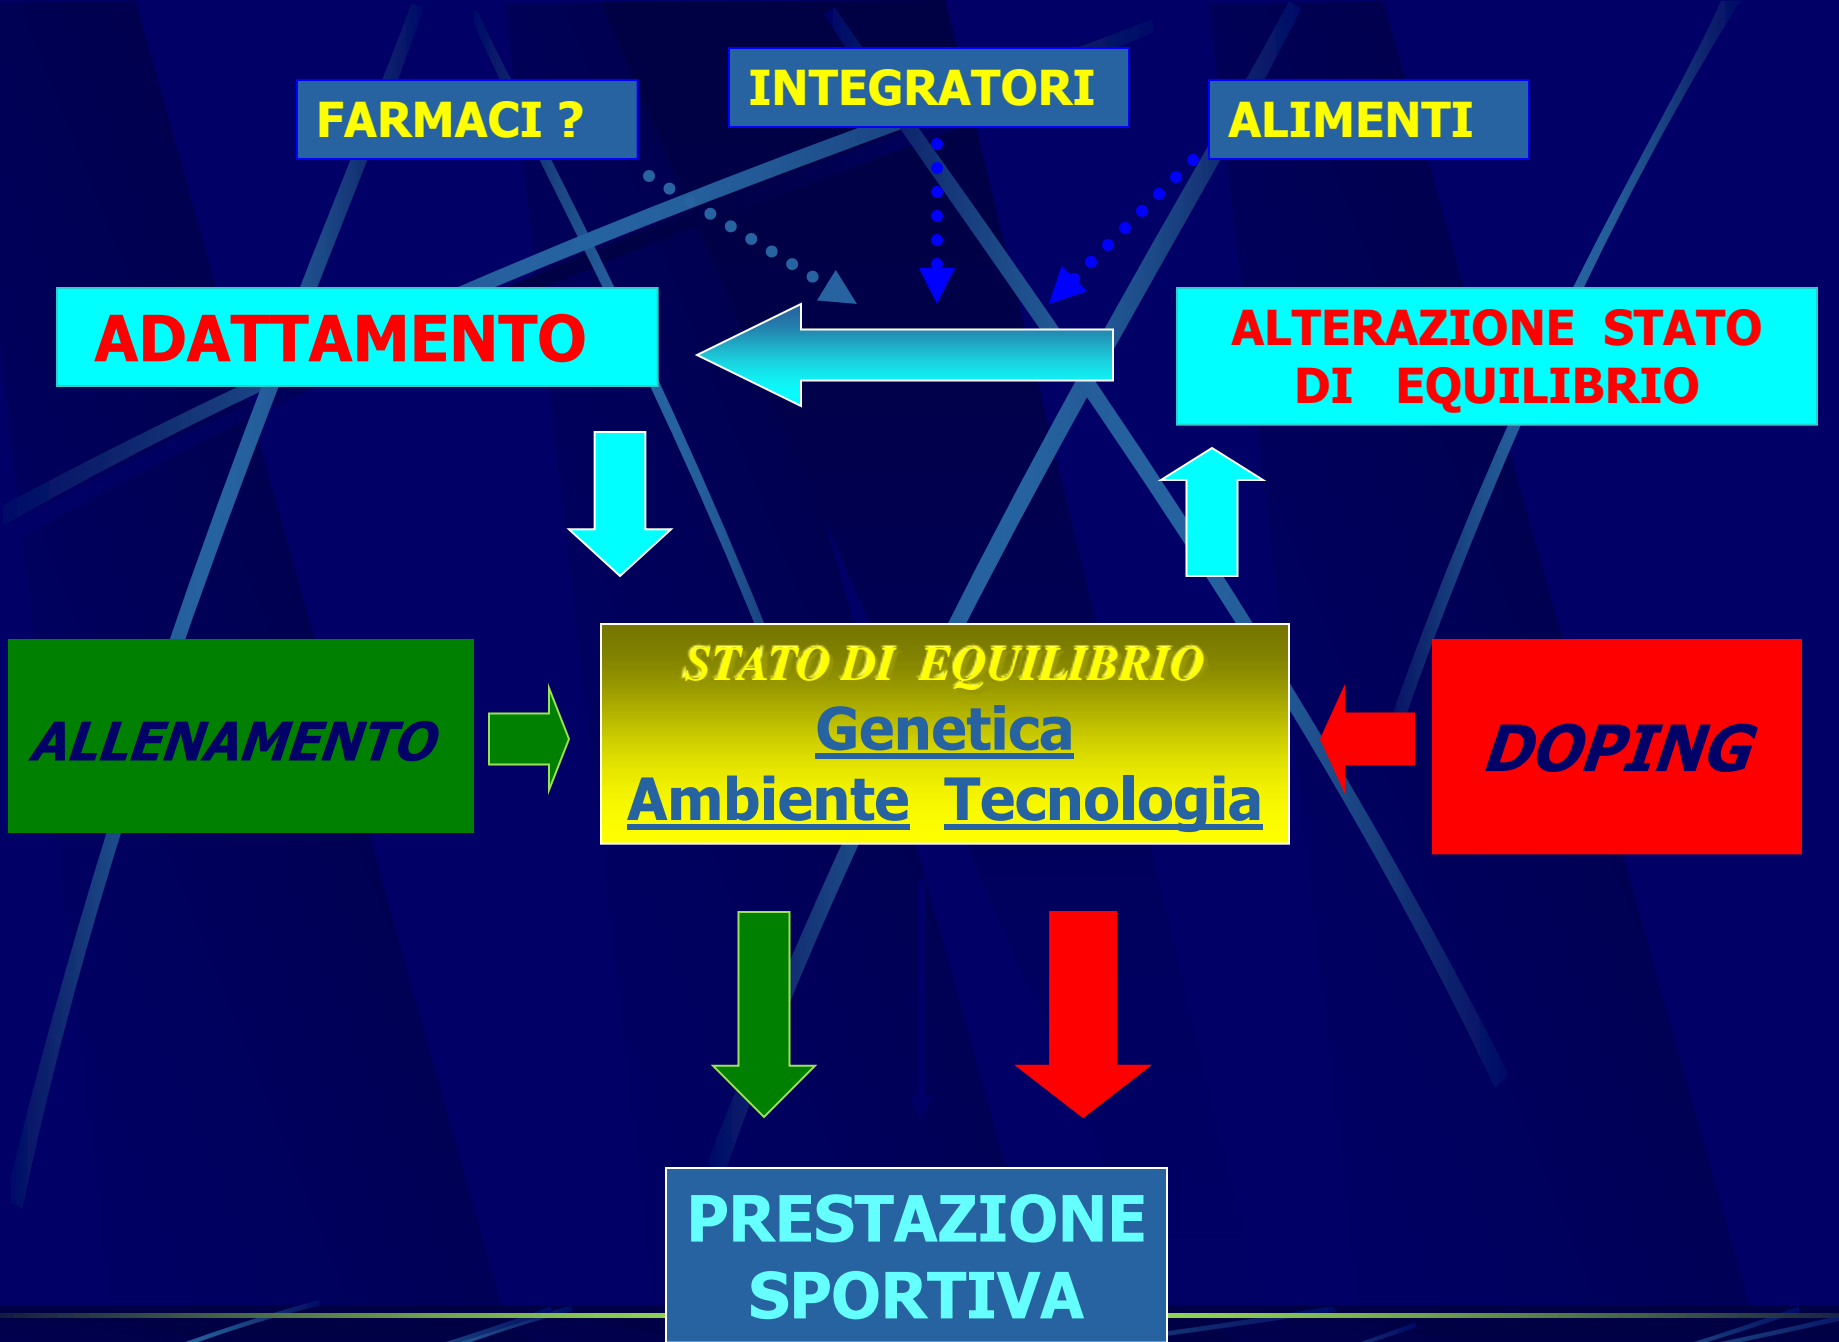 INTEGRATORI
FARMACI ?
ALIMENTI
ADATTAMENTO
ALTERAZIONE STATO
DI EQUILIBRIO
STATO DI EQUILIBRIO
Genetica
Ambiente Tecnologia
ALLENAMENTO
DOPING
PRESTAZIONE
SPORTIVA